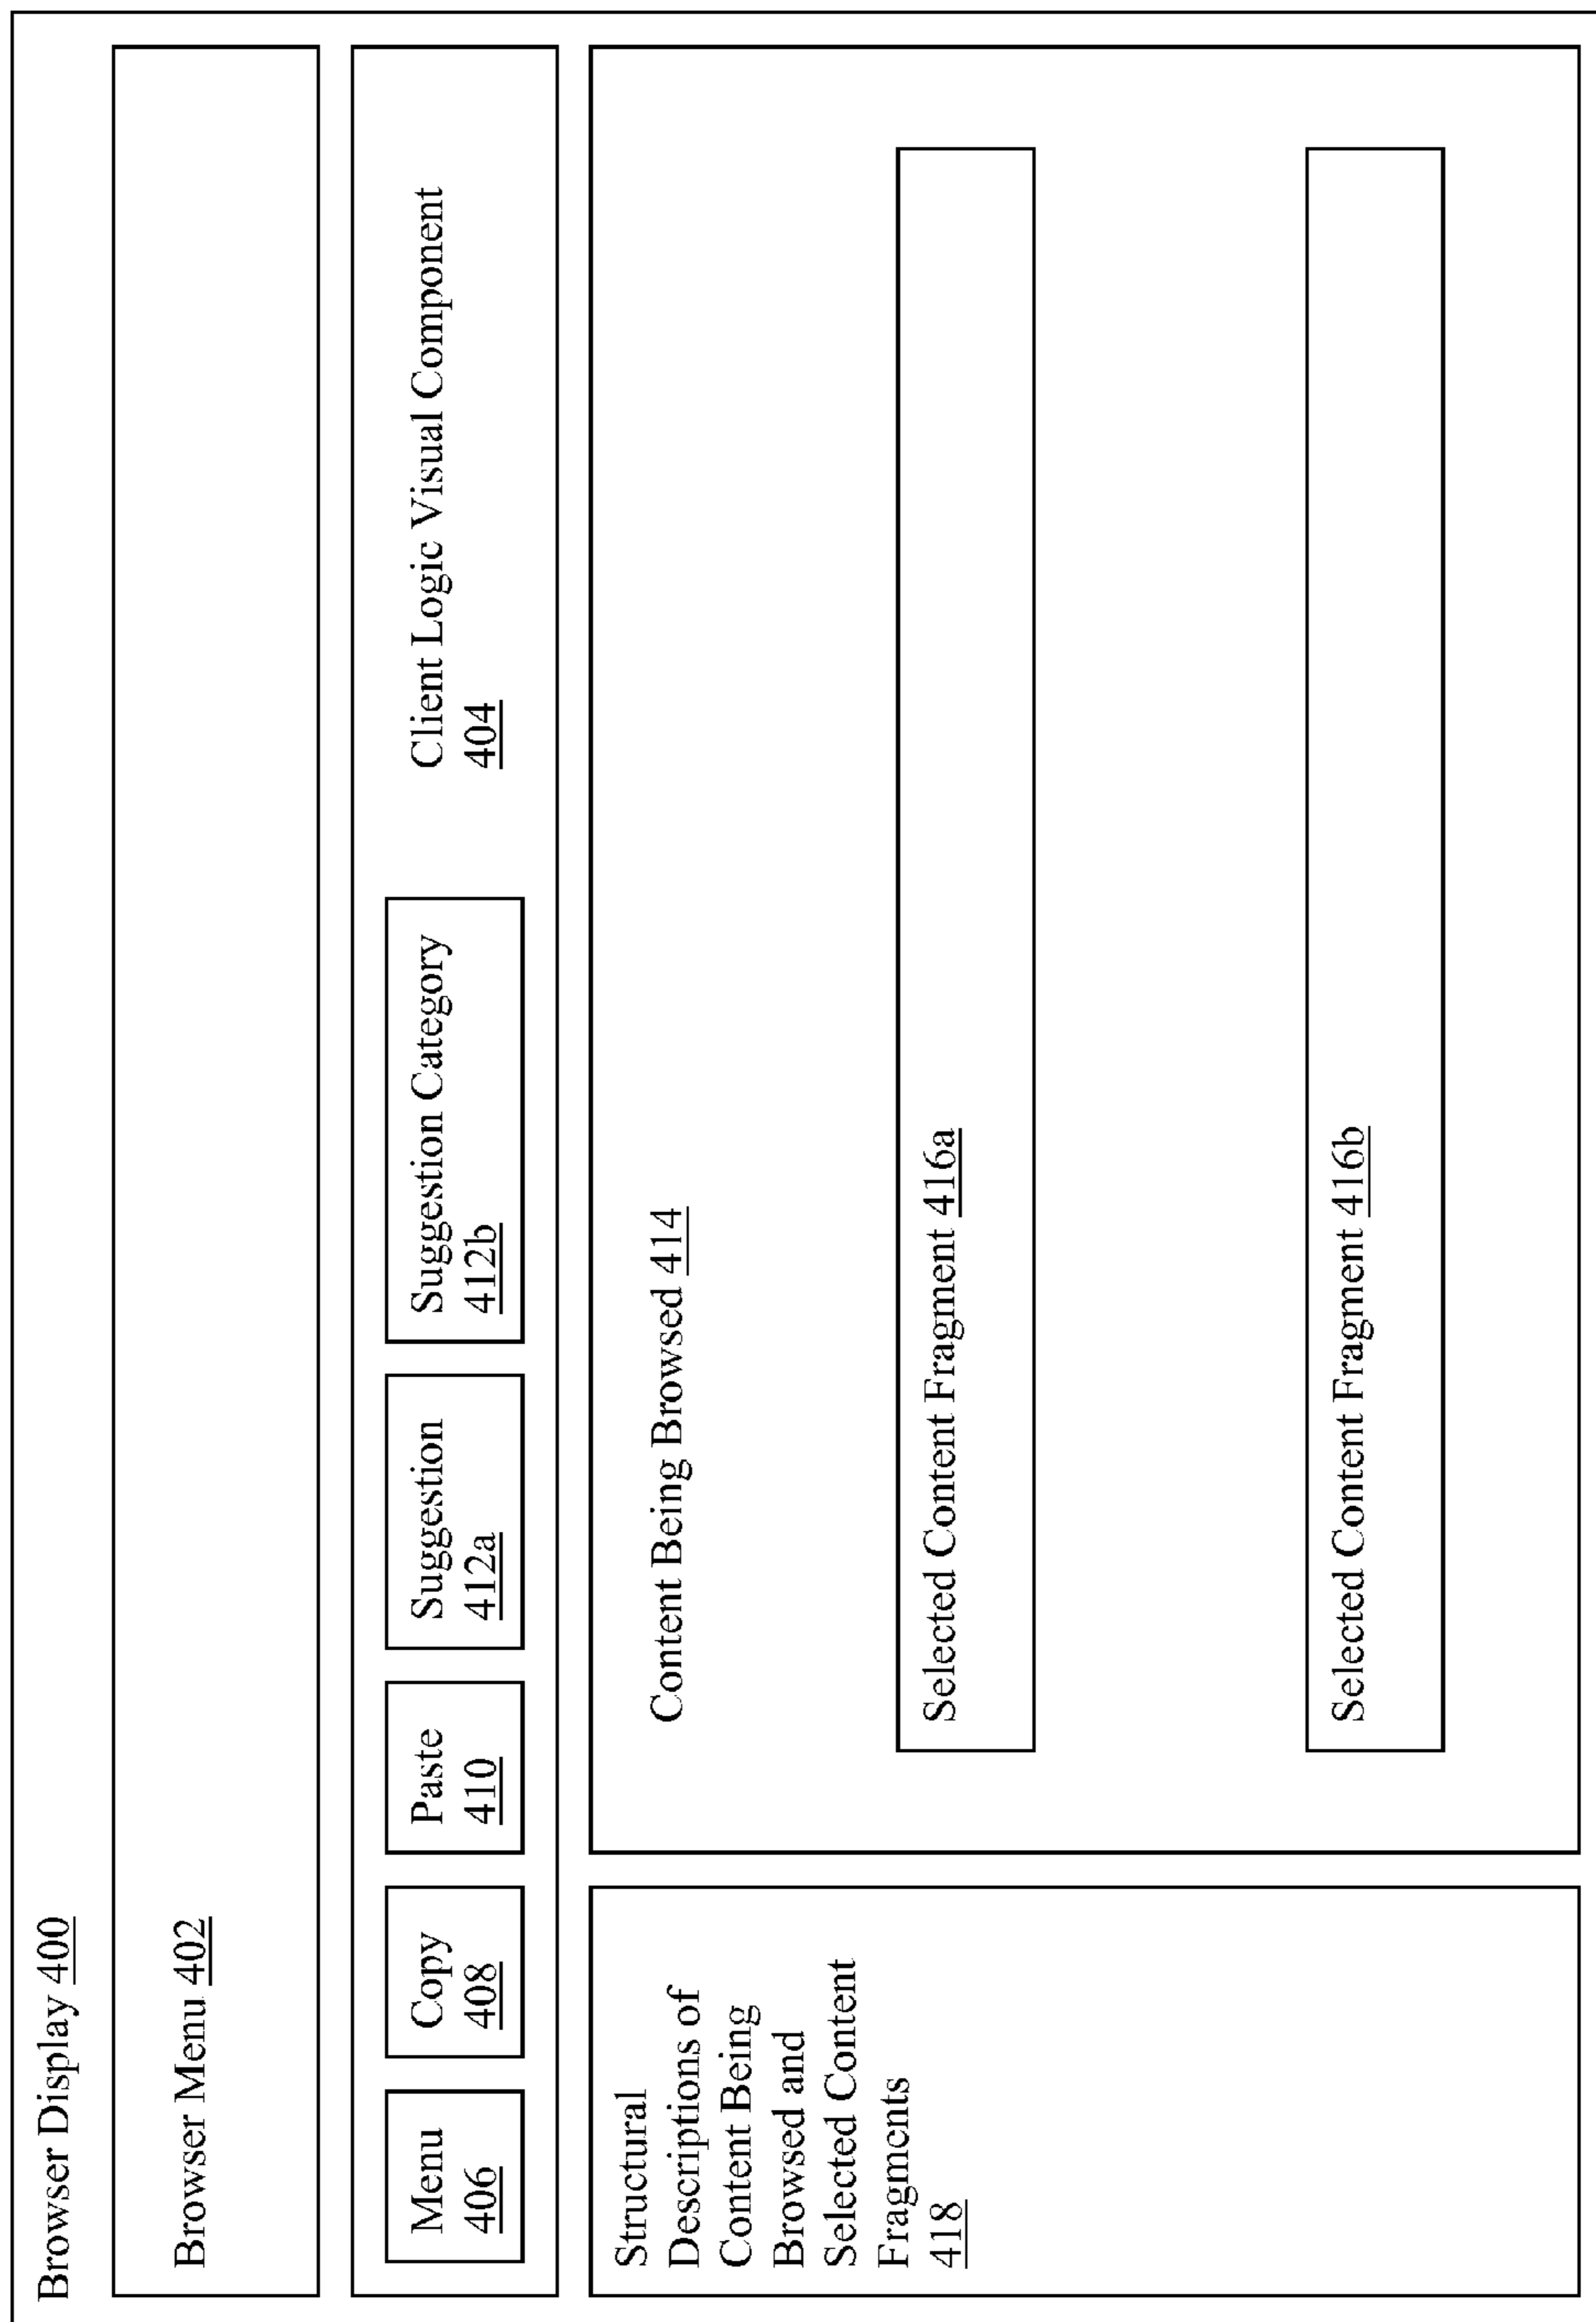 Browser Display 400
Browser Menu 402
Menu
406
Copy
408
Paste
410
Suggestion
412a
Suggestion Category
412b
Client Logic Visual Component
404
Structural
Descriptions of
Content Being
Browsed and
Selected Content
Fragments
418
Content Being Browsed 414
Selected Content Fragment 416a
Selected Content Fragment 416b